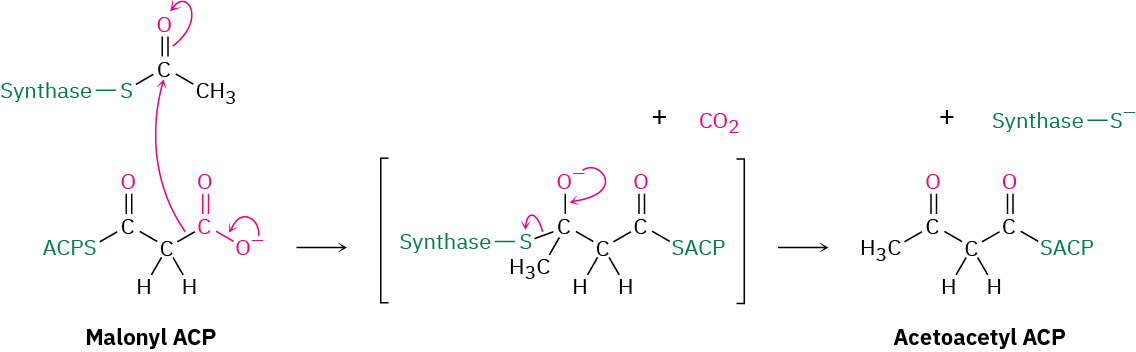 O
C
Synthase — S
CH3
+ CO2
+ Synthase — S−
O O
O− O
O O
C C
ACPS C O−
H H
Synthase — S C C
H3C C SACP
H H
C C
H3C C SACP
H H
Malonyl ACP
Acetoacetyl ACP